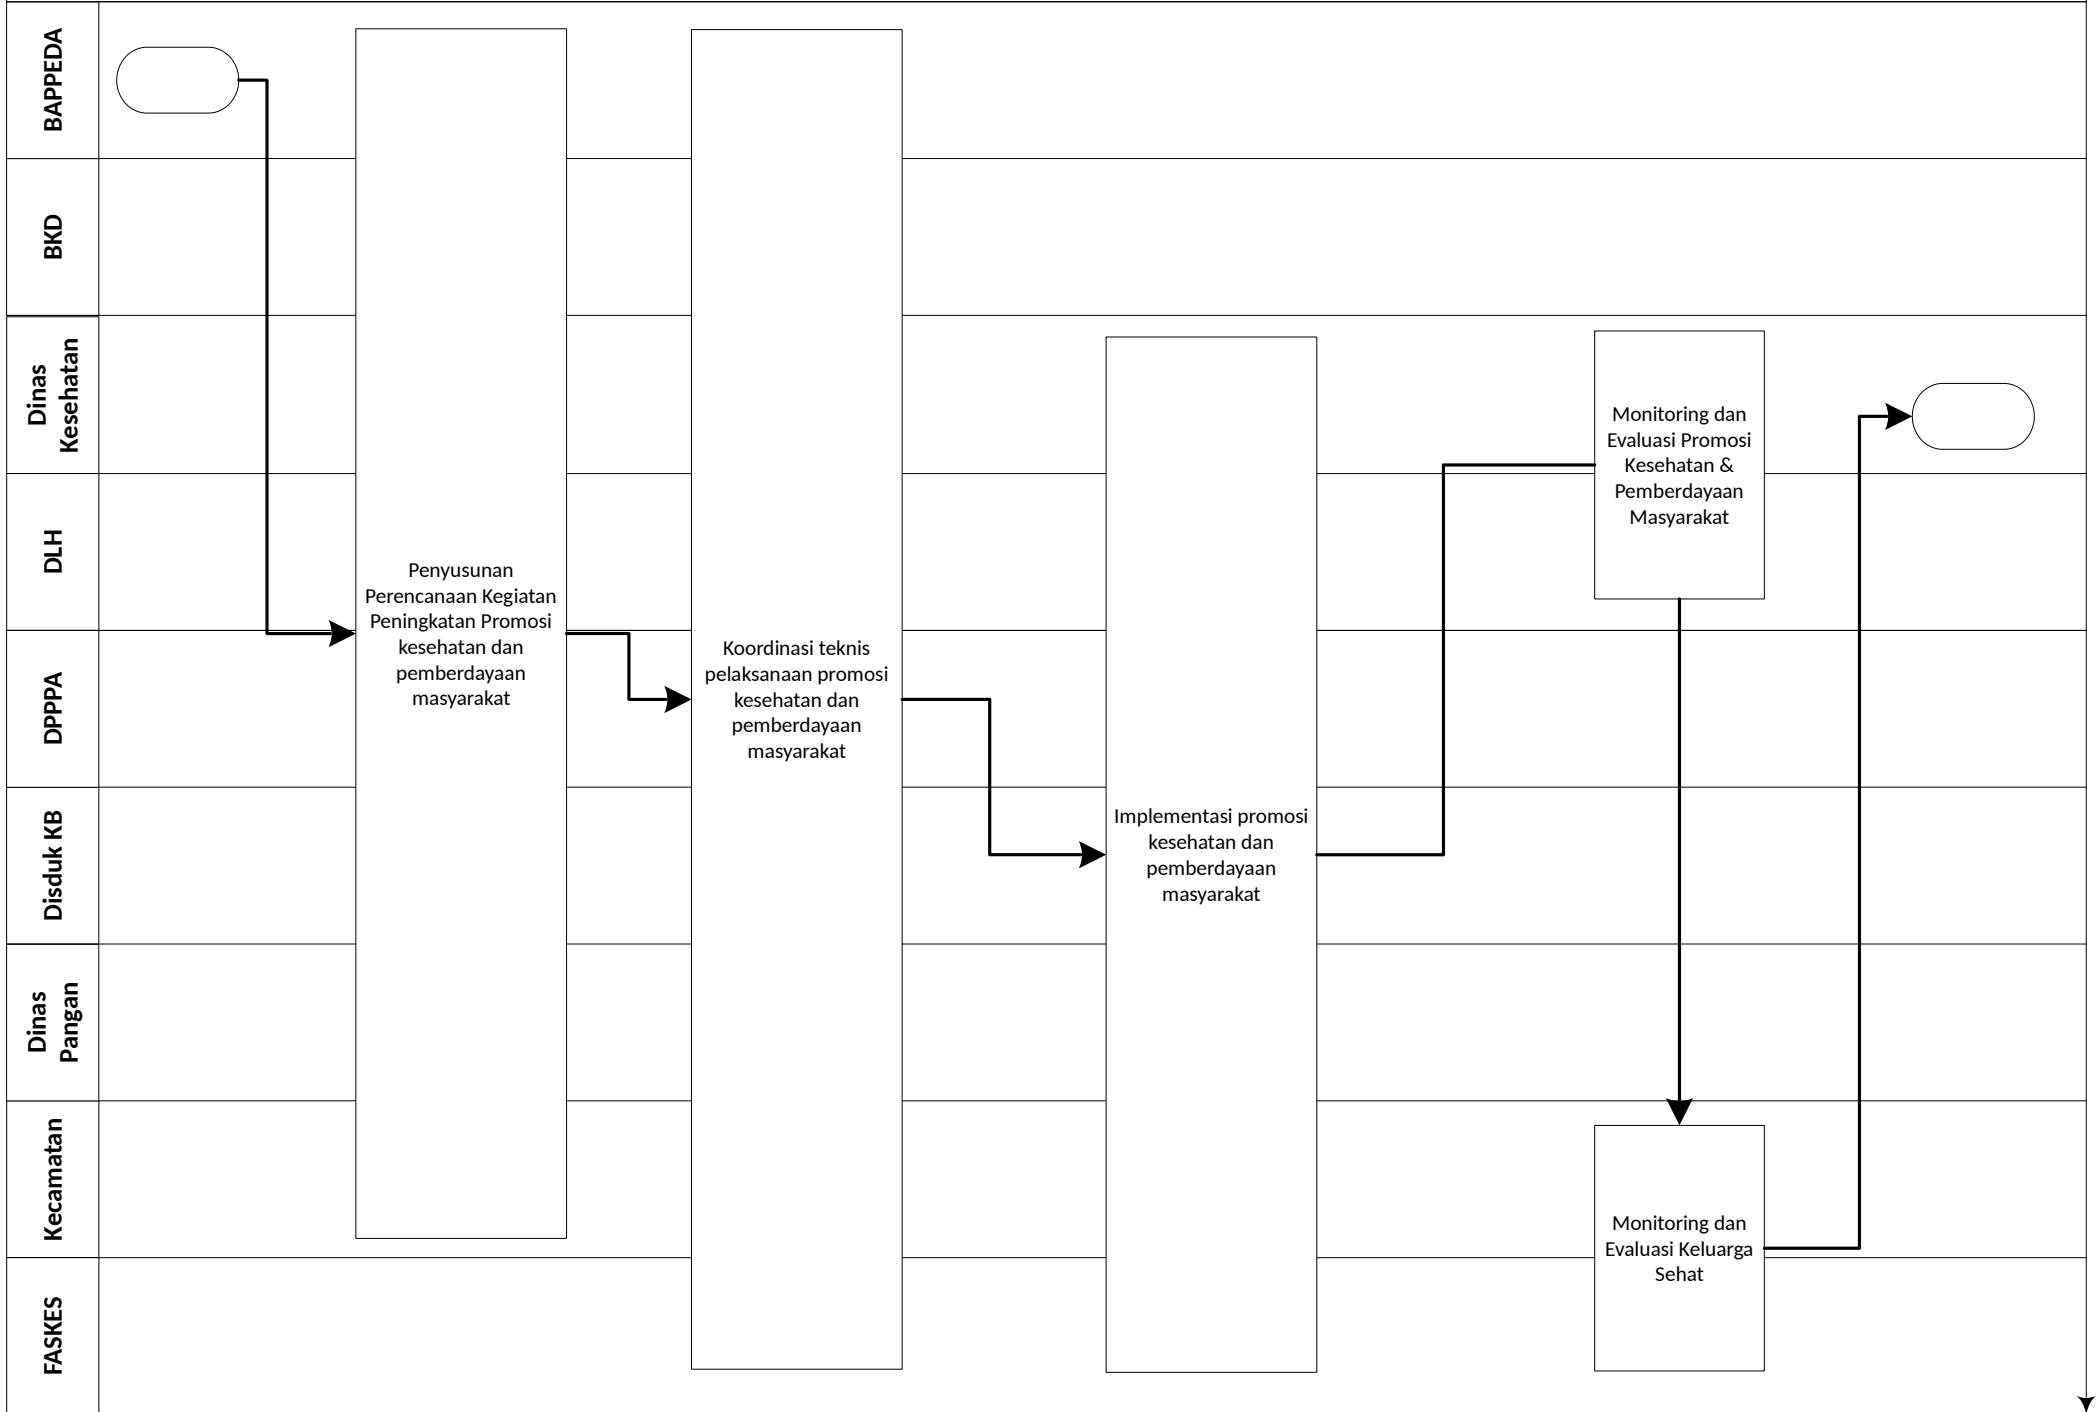 BAPPEDA
BKD
Dinas
Kesehatan
DLH
DPPPA
Disduk KB
Dinas
Pangan
Kecamatan
FASKES
Penyusunan
Perencanaan Kegiatan
Peningkatan Promosi
kesehatan dan
pemberdayaan
masyarakat
Koordinasi teknis
pelaksanaan promosi
kesehatan dan
pemberdayaan
masyarakat
Implementasi promosi
kesehatan dan
pemberdayaan
masyarakat
Monitoring dan
Evaluasi Promosi
Kesehatan &
Pemberdayaan
Masyarakat
Monitoring dan
Evaluasi Keluarga
Sehat